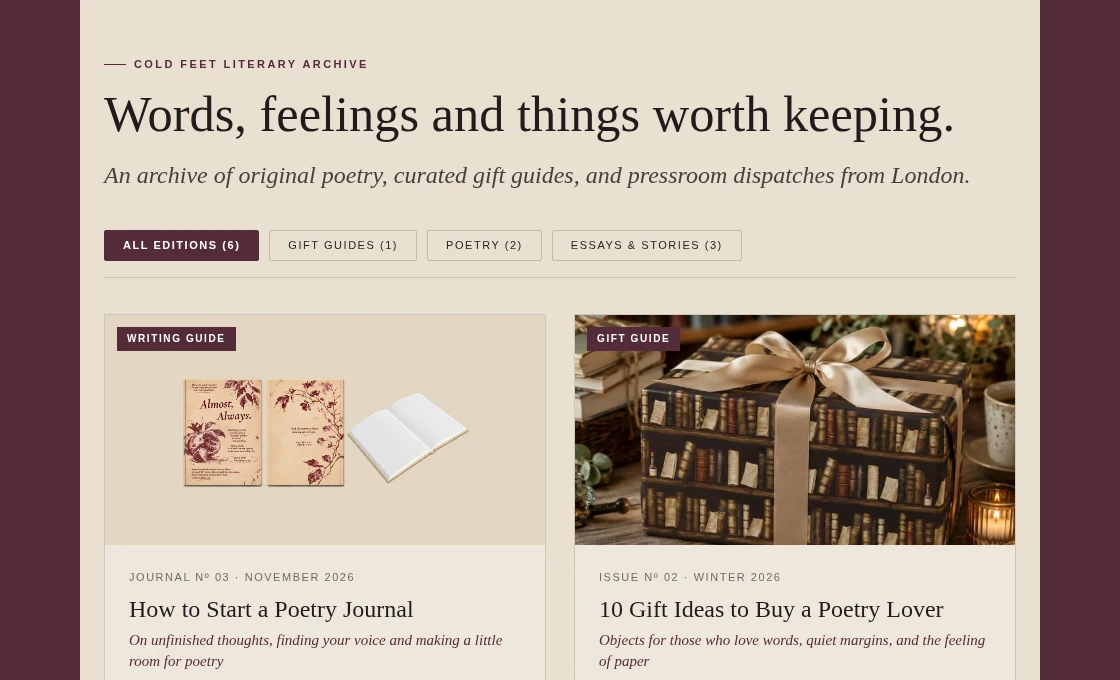 COLD FEET LITERARY ARCHIVE
Words, feelings and things worth keeping.
An archive of original poetry, curated gift guides, and pressroom dispatches from London.
ALL EDITIONS (6)
GIFT GUIDES (1)
POETRY (2)
ESSAYS & STORIES (3)
WRITING GUIDE
Almost,
Always.
JOURNAL Nº 03 · NOVEMBER 2026
How to Start a Poetry Journal
On unfinished thoughts, finding your voice and making a little
room for poetry
GIFT GUIDE
ISSUE Nº 02 · WINTER 2026
10 Gift Ideas to Buy a Poetry Lover
Objects for those who love words, quiet margins, and the feeling
of paper